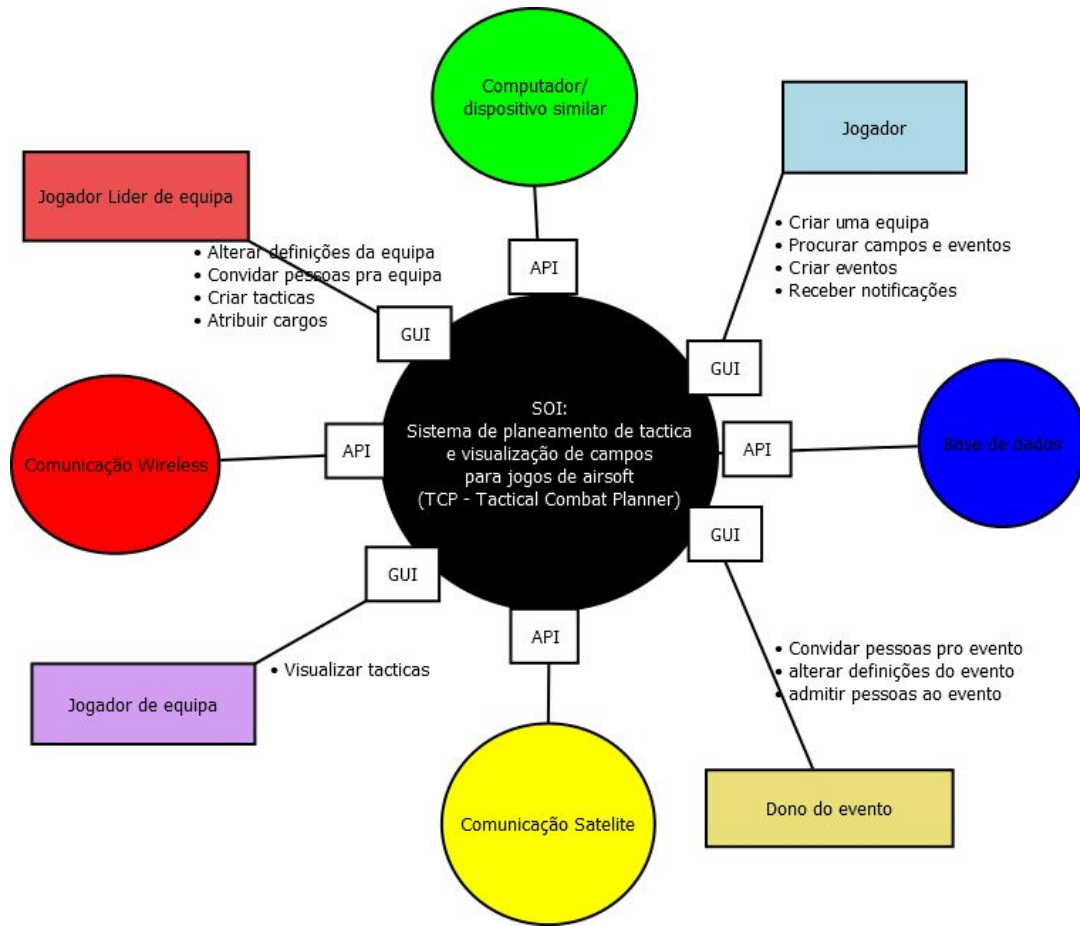 Computador/
dispositivo similar
Jogador
Jogador Lider de equipa
• Criar uma equipa
• Procurar campos e eventos
• Criar eventos
• Receber notificações
• Alterar definições da equipa
• Convidar pessoas pra equipa
• Criar tacticas
• Atribuir cargos
API
GUI
GUI
SOI:
Sistema de planeamento de tactica
e visualização de campos
para jogos de airsoft
(TCP - Tactical Combat Planner)
Comunicação Wireless
API
API
Base de dados
GUI
GUI
API
• Visualizar tacticas
Jogador de equipa
• Convidar pessoas pro evento
• alterar definições do evento
• admitir pessoas ao evento
Comunicação Satelite
Dono do evento